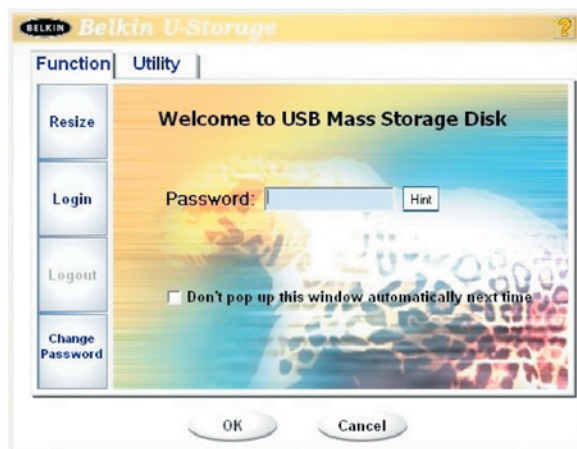 BELKIN Belkin U-Storage ?
Function Utility
Resize
Welcome to USB Mass Storage Disk
Login
Password: Hint
Logout
Don't pop up this window automatically next time
Change
Password
OK Cancel